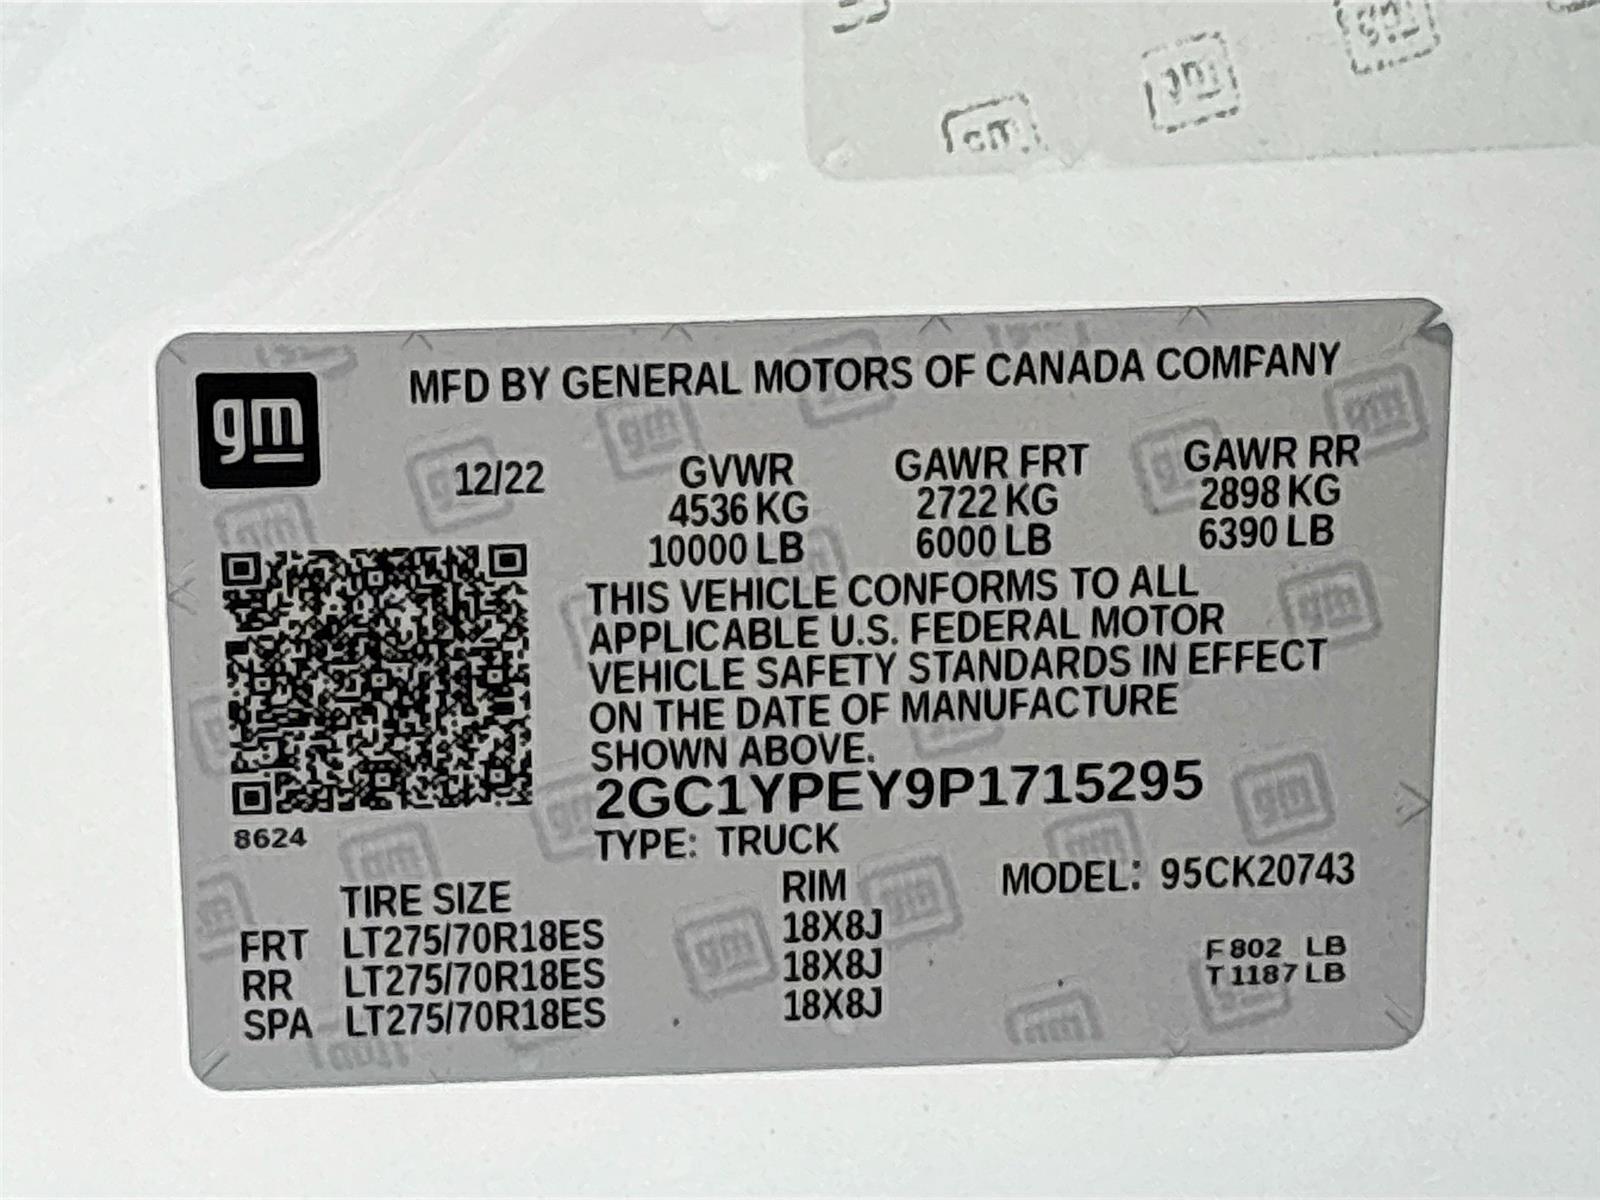 gm
MFD BY GENERAL MOTORS OF CANADA COMPANY
12/22 GVWR GAWR FRT GAWR RR
4536 KG 2722 KG 2898 KG
10000 LB 6000 LB 6390 LB
THIS VEHICLE CONFORMS TO ALL
APPLICABLE U.S. FEDERAL MOTOR
VEHICLE SAFETY STANDARDS IN EFFECT
ON THE DATE OF MANUFACTURE
SHOWN ABOVE.
2GC1YPEY9P1715295
8624
TYPE: TRUCK
TIRE SIZE RIM MODEL: 95CK20743
FRT LT275/70R18ES 18X8J
RR LT275/70R18ES 18X8J
SPA LT275/70R18ES 18X8J
F 802 LB
T 1187 LB